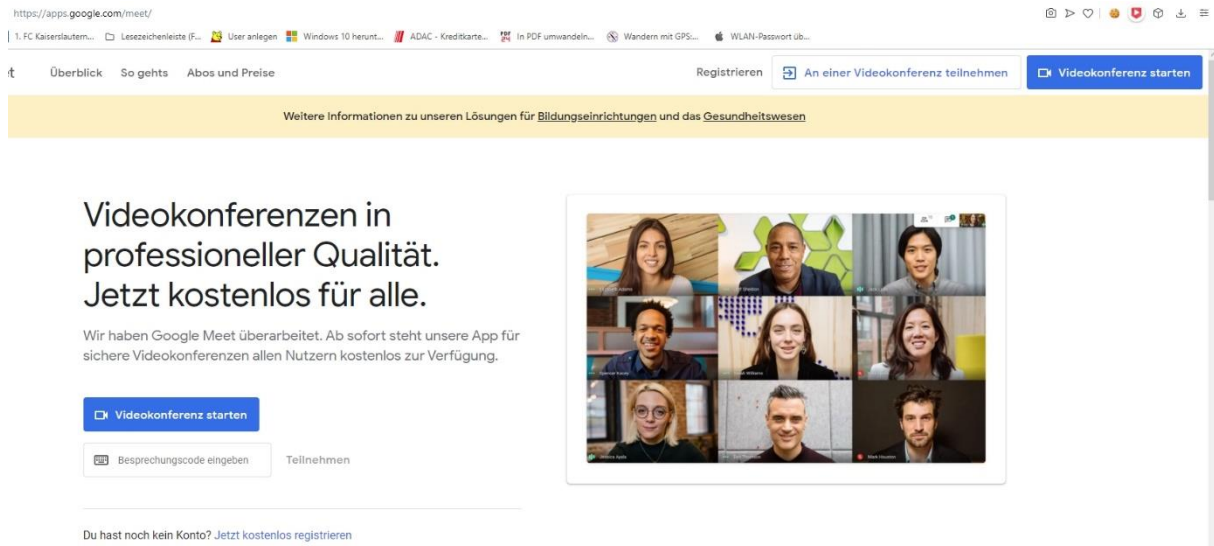 https://apps.google.com/meet/
1. FC Kaiserslautern... Lesezeichenleiste (F... User anlegen Windows 10 herunt... ADAC - Kreditkarte... In PDF umwandeln... Wandern mit GPS:... WLAN-Passwort üb...
et Überblick So gehts Abos und Preise Registrieren An einer Videokonferenz teilnehmen Videokonferenz starten
Weitere Informationen zu unseren Lösungen für Bildungseinrichtungen und das Gesundheitswesen
Videokonferenzen in
professioneller Qualität.
Jetzt kostenlos für alle.
Wir haben Google Meet überarbeitet. Ab sofort steht unsere App für
sichere Videokonferenzen allen Nutzern kostenlos zur Verfügung.
Videokonferenz starten
Besprechungscode eingeben Teilnehmen
Du hast noch kein Konto? Jetzt kostenlos registrieren